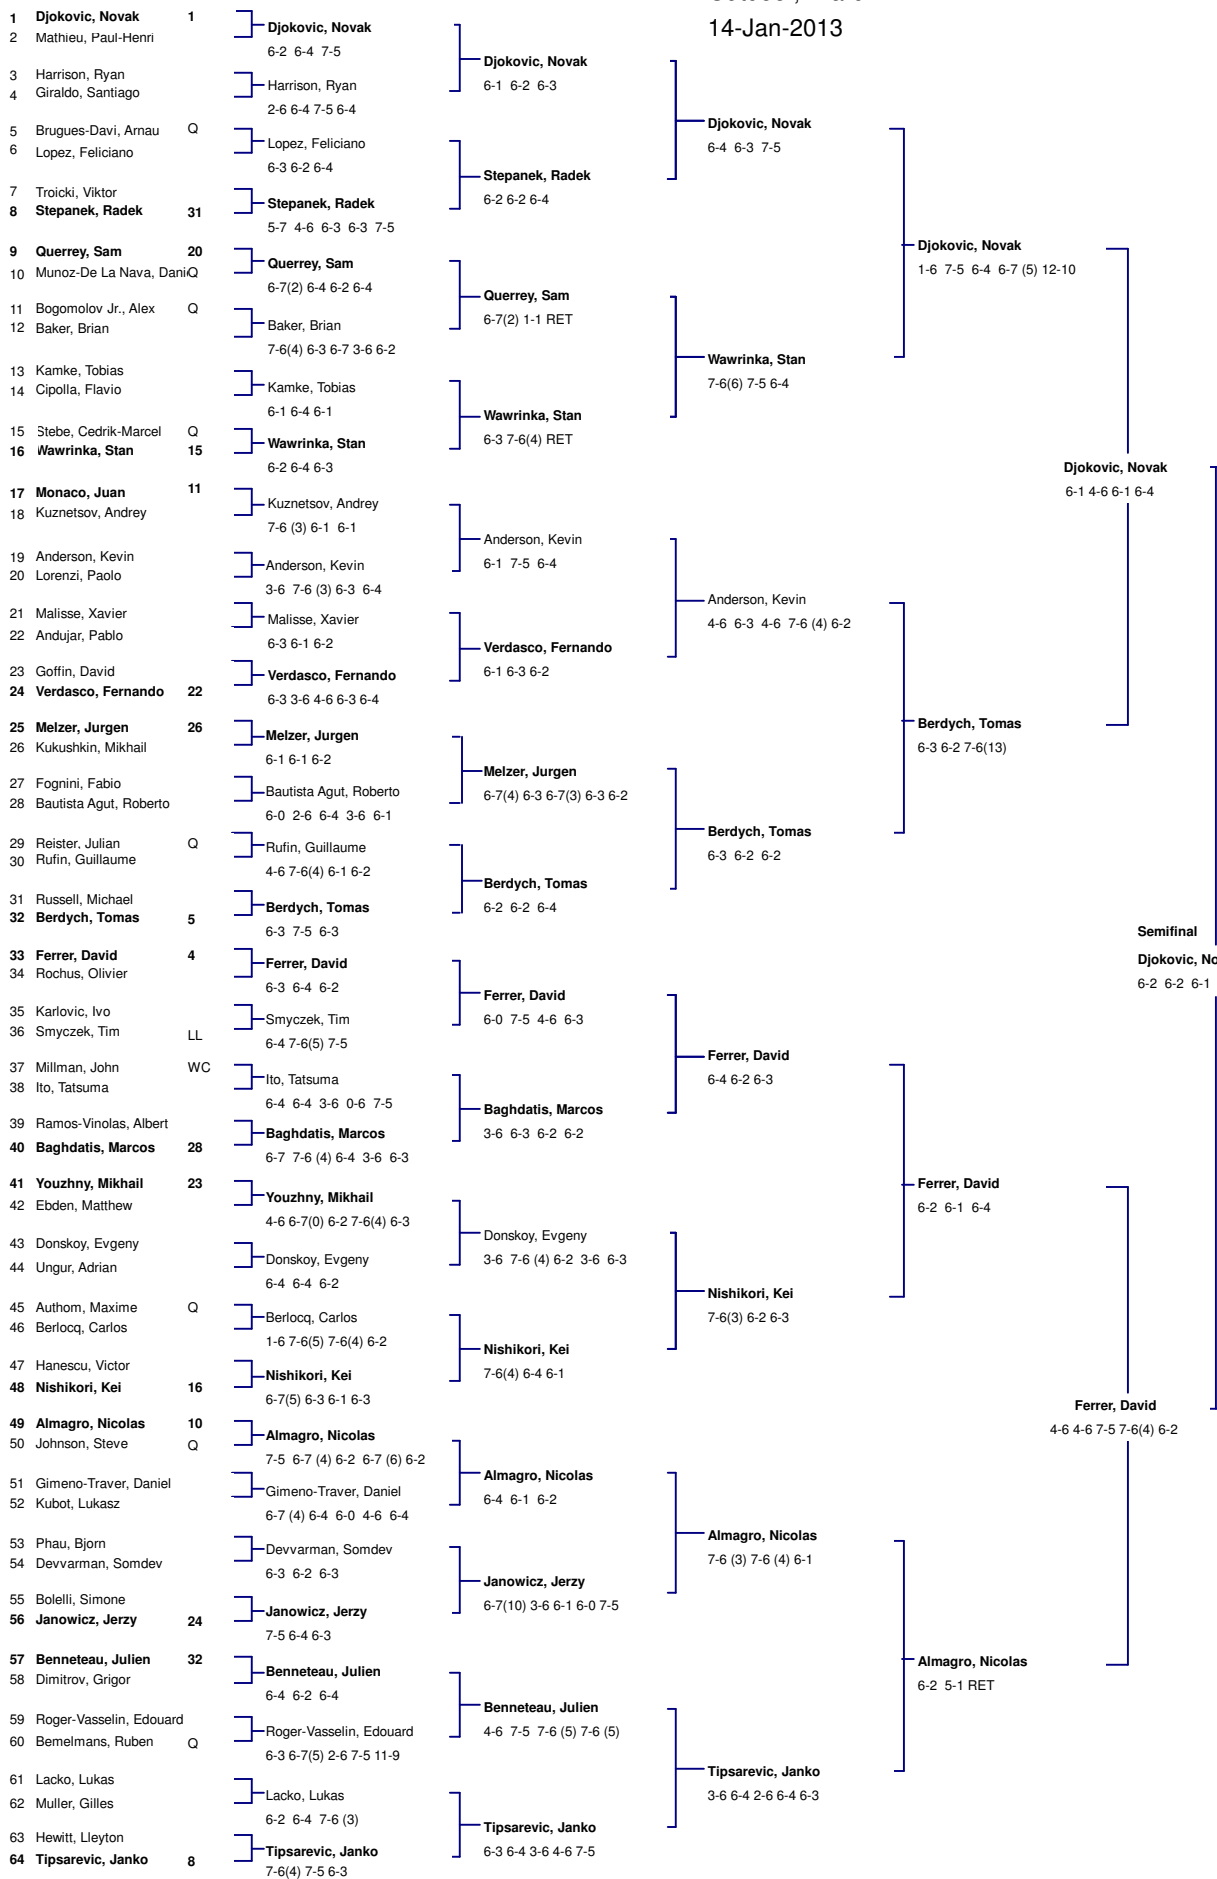 14-Jan-2013
1 Djokovic, Novak 1
2 Mathieu, Paul-Henri
3 Harrison, Ryan
4 Giraldo, Santiago
5 Brugues-Davi, Arnau Q
6 Lopez, Feliciano
7 Troicki, Viktor
8 Stepanek, Radek 31
9 Querrey, Sam 20
10 Munoz-De La Nava, Dani Q
11 Bogomolov Jr., Alex Q
12 Baker, Brian
13 Kamke, Tobias
14 Cipolla, Flavio
15 Stebe, Cedrik-Marcel Q
16 Wawrinka, Stan 15
17 Monaco, Juan 11
18 Kuznetsov, Andrey
19 Anderson, Kevin
20 Lorenzi, Paolo
21 Malisse, Xavier
22 Andujar, Pablo
23 Goffin, David
24 Verdasco, Fernando 22
25 Melzer, Jurgen 26
26 Kukushkin, Mikhail
27 Fognini, Fabio
28 Bautista Agut, Roberto
29 Reister, Julian Q
30 Rufin, Guillaume
31 Russell, Michael
32 Berdych, Tomas 5
33 Ferrer, David 4
34 Rochus, Olivier
35 Karlovic, Ivo
36 Smyczek, Tim LL
37 Millman, John WC
38 Ito, Tatsuma
39 Ramos-Vinolas, Albert
40 Baghdatis, Marcos 28
41 Youzhny, Mikhail 23
42 Ebden, Matthew
43 Donskoy, Evgeny
44 Ungur, Adrian
45 Authom, Maxime Q
46 Berlocq, Carlos
47 Hanescu, Victor
48 Nishikori, Kei 16
49 Almagro, Nicolas 10
50 Johnson, Steve Q
51 Gimeno-Traver, Daniel
52 Kubot, Lukasz
53 Phau, Bjorn
54 Devvarman, Somdev
55 Bolelli, Simone
56 Janowicz, Jerzy 24
57 Benneteau, Julien 32
58 Dimitrov, Grigor
59 Roger-Vasselin, Edouard
60 Bemelmans, Ruben Q
61 Lacko, Lukas
62 Muller, Gilles
63 Hewitt, Lleyton
64 Tipsarevic, Janko 8
Djokovic, Novak
6-2 6-4 7-5
Harrison, Ryan
2-6 6-4 7-5 6-4
Lopez, Feliciano
6-3 6-2 6-4
Stepanek, Radek
5-7 4-6 6-3 6-3 7-5
Querrey, Sam
6-7(2) 6-4 6-2 6-4
Baker, Brian
7-6(4) 6-3 6-7 3-6 6-2
Kamke, Tobias
6-1 6-4 6-1
Wawrinka, Stan
6-2 6-4 6-3
Kuznetsov, Andrey
7-6 (3) 6-1 6-1
Anderson, Kevin
3-6 7-6 (3) 6-3 6-4
Malisse, Xavier
6-3 6-1 6-2
Verdasco, Fernando
6-3 3-6 4-6 6-3 6-4
Melzer, Jurgen
6-1 6-1 6-2
Bautista Agut, Roberto
6-0 2-6 6-4 3-6 6-1
Rufin, Guillaume
4-6 7-6(4) 6-1 6-2
Berdych, Tomas
6-3 7-5 6-3
Ferrer, David
6-3 6-4 6-2
Smyczek, Tim
6-4 7-6(5) 7-5
Ito, Tatsuma
6-4 6-4 3-6 0-6 7-5
Baghdatis, Marcos
6-7 7-6 (4) 6-4 3-6 6-3
Youzhny, Mikhail
4-6 6-7(0) 6-2 7-6(4) 6-3
Donskoy, Evgeny
6-4 6-4 6-2
Berlocq, Carlos
1-6 7-6(5) 7-6(4) 6-2
Nishikori, Kei
6-7(5) 6-3 6-1 6-3
Almagro, Nicolas
7-5 6-7 (4) 6-2 6-7 (6) 6-2
Gimeno-Traver, Daniel
6-7 (4) 6-4 6-0 4-6 6-4
Devvarman, Somdev
6-3 6-2 6-3
Janowicz, Jerzy
7-5 6-4 6-3
Benneteau, Julien
6-4 6-2 6-4
Roger-Vasselin, Edouard
6-3 6-7(5) 2-6 7-5 11-9
Lacko, Lukas
6-2 6-4 7-6 (3)
Tipsarevic, Janko
7-6(4) 7-5 6-3
Djokovic, Novak
6-1 6-2 6-3
Stepanek, Radek
6-2 6-2 6-4
Querrey, Sam
6-7(2) 1-1 RET
Wawrinka, Stan
6-3 7-6(4) RET
Anderson, Kevin
6-1 7-5 6-4
Verdasco, Fernando
6-1 6-3 6-2
Melzer, Jurgen
6-7(4) 6-3 6-7(3) 6-3 6-2
Berdych, Tomas
6-2 6-2 6-4
Ferrer, David
6-0 7-5 4-6 6-3
Baghdatis, Marcos
3-6 6-3 6-2 6-2
Donskoy, Evgeny
3-6 7-6 (4) 6-2 3-6 6-3
Nishikori, Kei
7-6(4) 6-4 6-1
Almagro, Nicolas
6-4 6-1 6-2
Janowicz, Jerzy
6-7(10) 3-6 6-1 6-0 7-5
Benneteau, Julien
4-6 7-5 7-6 (5) 7-6 (5)
Tipsarevic, Janko
6-3 6-4 3-6 4-6 7-5
Djokovic, Novak
6-4 6-3 7-5
Wawrinka, Stan
7-6(6) 7-5 6-4
Anderson, Kevin
4-6 6-3 4-6 7-6 (4) 6-2
Berdych, Tomas
6-3 6-2 6-2
Ferrer, David
6-4 6-2 6-3
Nishikori, Kei
7-6(3) 6-2 6-3
Almagro, Nicolas
7-6 (3) 7-6 (4) 6-1
Tipsarevic, Janko
3-6 6-4 2-6 6-4 6-3
Djokovic, Novak
1-6 7-5 6-4 6-7 (5) 12-10
Berdych, Tomas
6-3 6-2 7-6(13)
Ferrer, David
6-2 6-1 6-4
Almagro, Nicolas
6-2 5-1 RET
Djokovic, Novak
6-1 4-6 6-1 6-4
Ferrer, David
4-6 4-6 7-5 7-6(4) 6-2
Semifinal
Djokovic, No
6-2 6-2 6-1